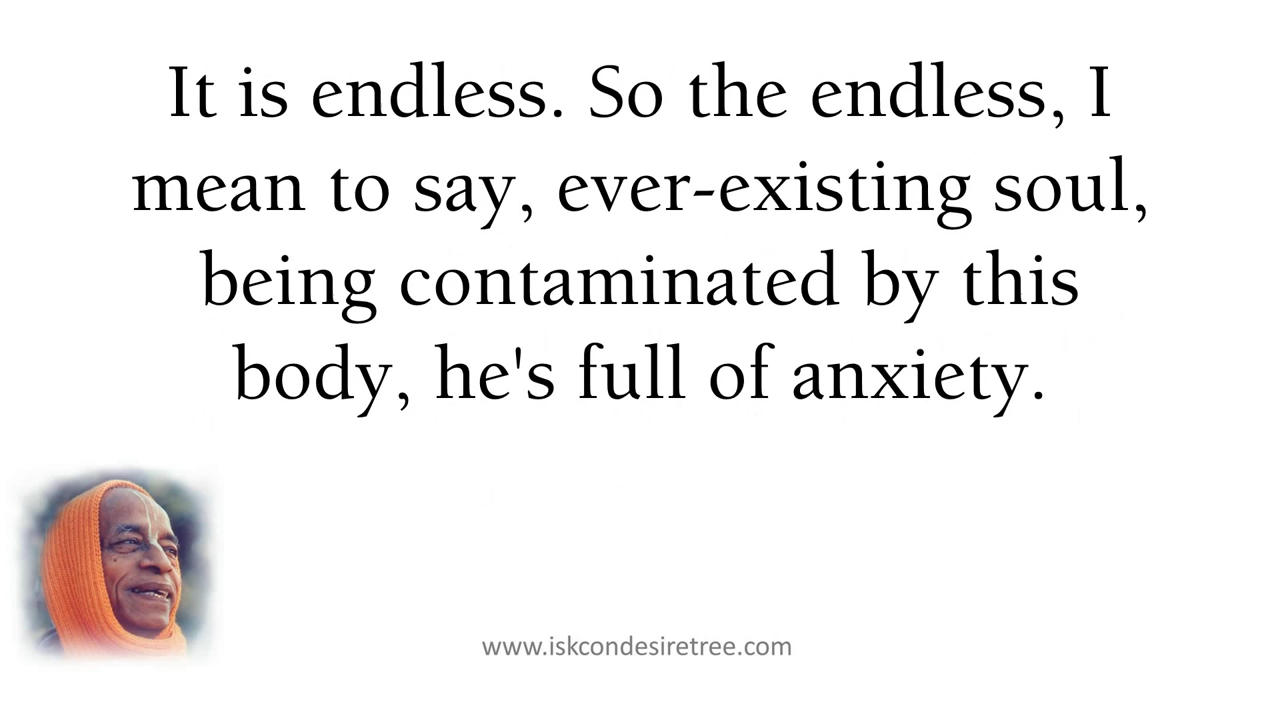 It is endless. So the endless, I
mean to say, ever-existing soul,
being contaminated by this
body, he's full of anxiety.
www.iskcondesiretree.com